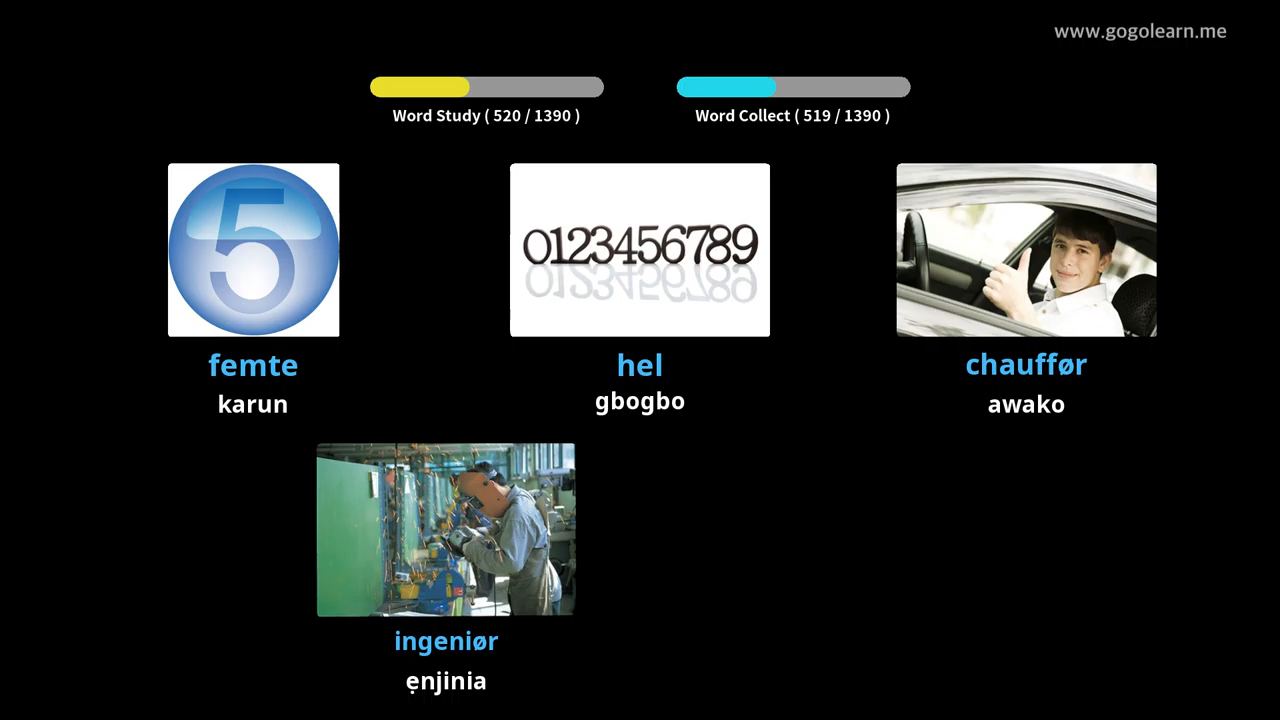 www.gogolearn.me
Word Study ( 520 / 1390 )
Word Collect ( 519 / 1390 )
5
0123456789
femte
hel
chauffør
karun
gbogbo
awako
ingeniør
ẹnjinia